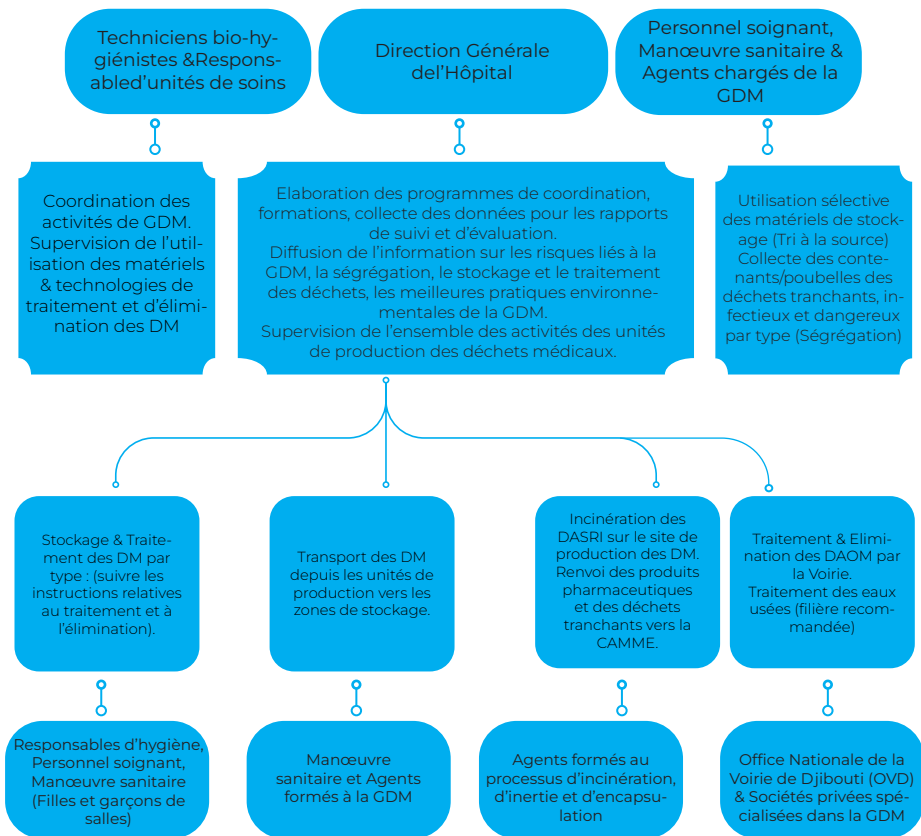 Techniciens bio-hy-
giénistes &Respons-
abled'unités de soins
Direction Générale
del'Hôpital
Personnel soignant,
Manœuvre sanitaire &
Agents chargés de la
GDM
Coordination des
activités de GDM.
Supervision de l'util-
isation des matériels
& technologies de
traitement et d'élimi-
nation des DM
Elaboration des programmes de coordination,
formations, collecte des données pour les rapports
de suivi et d'évaluation.
Diffusion de l'information sur les risques liés à la
GDM, la ségrégation, le stockage et le traitement
des déchets, les meilleures pratiques environne-
mentales de la GDM.
Supervision de l'ensemble des activités des unités
de production des déchets médicaux.
Utilisation sélective
des matériels de stock-
age (Tri à la source)
Collecte des conte-
nants/poubelles des
déchets tranchants, in-
fectieux et dangereux
par type (Ségrégation)
Stockage & Traite-
ment des DM par
type : (suivre les
instructions relatives
au traitement et à
l'élimination).
Transport des DM
depuis les unités de
production vers les
zones de stockage.
Incinération des
DASRI sur le site de
production des DM.
Renvoi des produits
pharmaceutiques
et des déchets
tranchants vers la
CAMME.
Traitement & Elimi-
nation des DAOM par
la Voirie.
Traitement des eaux
usées (filière recom-
mandée)
Responsables d'hygiène,
Personnel soignant,
Manœuvre sanitaire
(Filles et garçons de
salles)
Manœuvre
sanitaire et Agents
formés à la GDM
Agents formés au
processus d'incinération,
d'inertie et d'encapsu-
lation
Office Nationale de la
Voirie de Djibouti (OVD)
& Sociétés privées spé-
cialisées dans la GDM